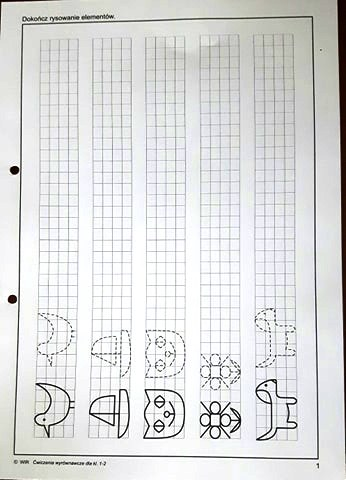 Dokończ rysowanie elementów.
© WIR Ćwiczenia wyrównawcze dla kl. 1-2
1